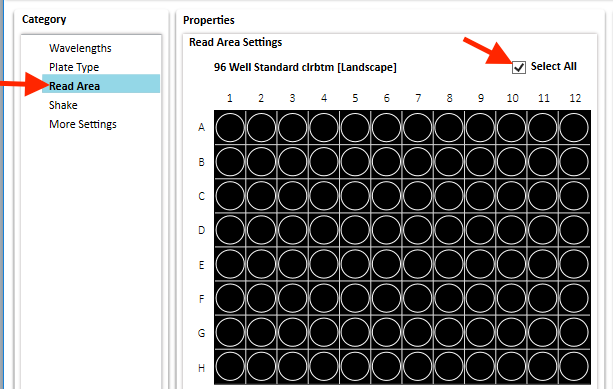 Category
Wavelengths
Plate Type
Read Area
Shake
More Settings
Properties
Read Area Settings
96 Well Standard clrbtm [Landscape]
Select All
1 2 3 4 5 6 7 8 9 10 11 12
A
B
C
D
E
F
G
H